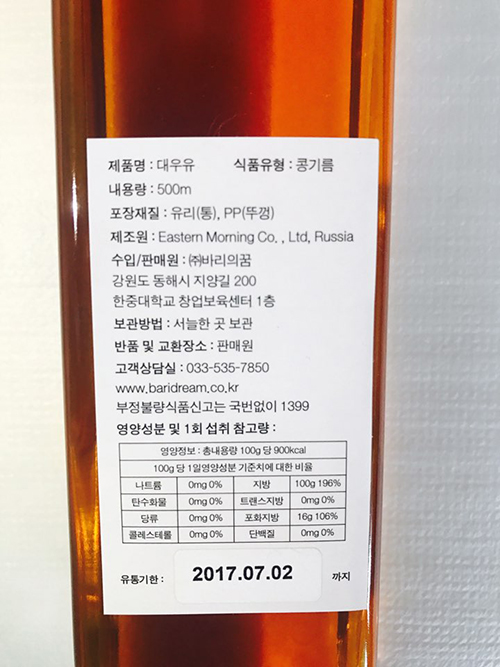 제품명 : 대우유 식품유형 : 콩기름
내용량 : 500m
포장재질 : 유리(통), PP(뚜껑)
제조원 : Eastern Morning Co. , Ltd, Russia
수입/판매원 : ㈜바리의꿈
강원도 동해시 지양길 200
한중대학교 창업보육센터 1층
보관방법 : 서늘한 곳 보관
반품 및 교환장소 : 판매원
고객상담실 : 033-535-7850
www.baridream.co.kr
부정불량식품신고는 국번없이 1399
영양성분 및 1회 섭취 참고량 :
영양정보 : 총내용량 100g 당 900kcal
100g 당 1일영양성분 기준치에 대한 비율
나트륨 0mg 0% 지방 100g 196%
탄수화물 0mg 0% 트랜스지방 0mg 0%
당류 0mg 0% 포화지방 16g 106%
콜레스테롤 0mg 0% 단백질 0mg 0%
유통기한 : 2017.07.02 까지